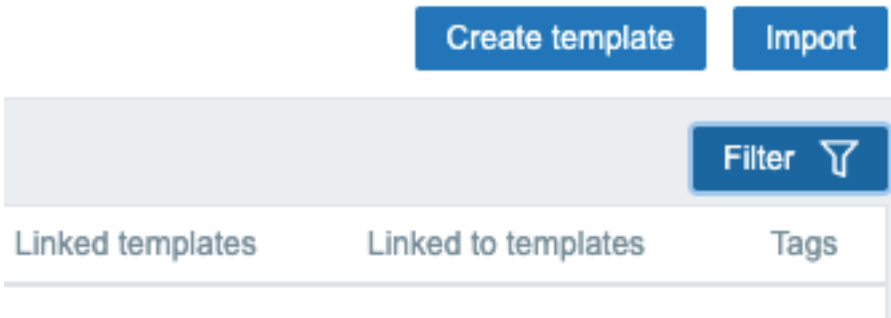 Create template Import
Filter
Linked templates Linked to templates Tags